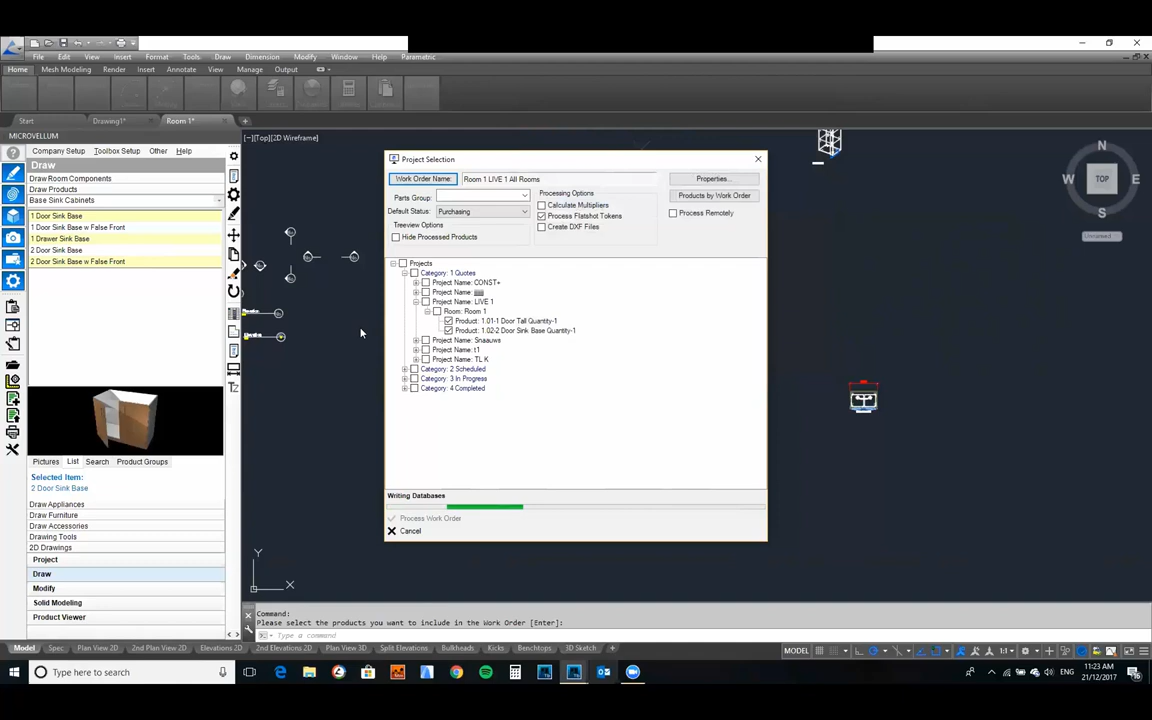 File Edit View Insert Format Tools Draw Dimension Modify Window Help Parametric
Home Mesh Modeling Render Insert Annotate View Manage Output
Start Drawing1* Room 1* +
MICROVELLUM
Company Setup Toolbox Setup Other Help
Draw
Draw Room Components
Draw Products
Base Sink Cabinets
1 Door Sink Base
1 Door Sink Base w False Front
1 Drawer Sink Base
2 Door Sink Base
2 Door Sink Base w False Front
Pictures List Search Product Groups
Selected Item:
2 Door Sink Base
Draw Appliances
Draw Furniture
Draw Accessories
Drawing Tools
2D Drawings
Project
Draw
Modify
Solid Modeling
Product Viewer
[−][Top][2D Wireframe]
Project Selection
Work Order Name: Room 1 LIVE 1 All Rooms
Properties...
Parts Group:
Processing Options
Calculate Multipliers
Products by Work Order
Default Status: Purchasing
Process Flatshot Tokens
Process Remotely
Treeview Options
Create DXF Files
Hide Processed Products
Projects
Category: 1 Quotes
Project Name: CONST+
Project Name:
Project Name: LIVE 1
Room: Room 1
Product: 1.01-1 Door Tall Quantity-1
Product: 1.02-2 Door Sink Base Quantity-1
Project Name: Snaauws
Project Name: t1
Project Name: TL K
Category: 2 Scheduled
Category: 3 In Progress
Category: 4 Completed
Writing Databases
Process Work Order
Cancel
N
W TOP E
S
Unnamed
Y
X
Command:
Please select the products you want to include in the Work Order [Enter]:
Type a command
Model Spec Plan View 2D 2nd Plan View 2D Elevations 2D 2nd Elevations 2D Plan View 3D Split Elevations Bulkheads Kicks Benchtops 3D Sketch +
MODEL 1:1
Type here to search
ENG
11:23 AM
21/12/2017